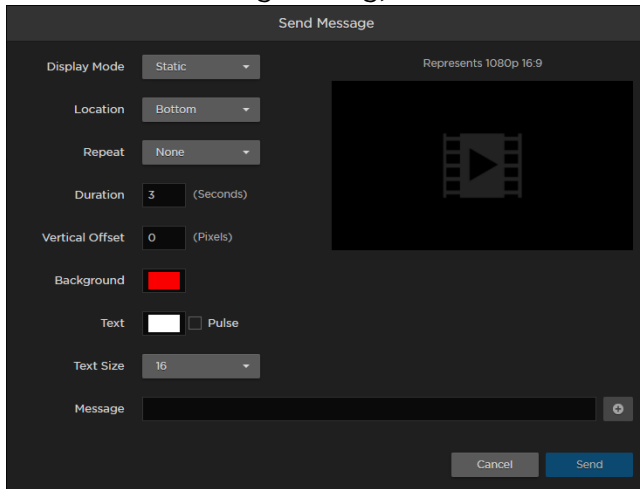 Send Message
Display Mode Static
Represents 1080p 16:9
Location Bottom
Repeat None
Duration 3 (Seconds)
Vertical Offset 0 (Pixels)
Background
Text Pulse
Text Size 16
Message
Cancel Send